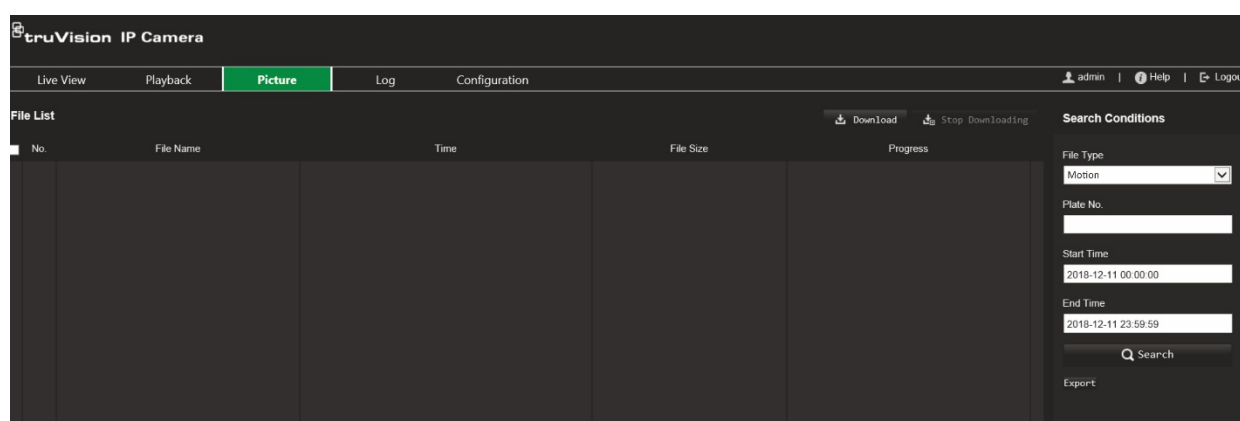 truVision IP Camera
Live View Playback Picture Log Configuration admin | Help | Logou
File List Download Stop Downloading Search Conditions
No. File Name Time File Size Progress
File Type
Motion
Plate No.
Start Time
2018-12-11 00:00:00
End Time
2018-12-11 23:59:59
Search
Export